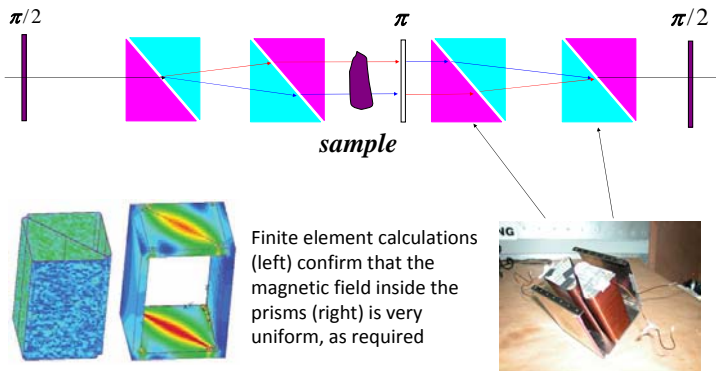 π/2
π
π/2
sample
Finite element calculations
(left) confirm that the
magnetic field inside the
prisms (right) is very
uniform, as required